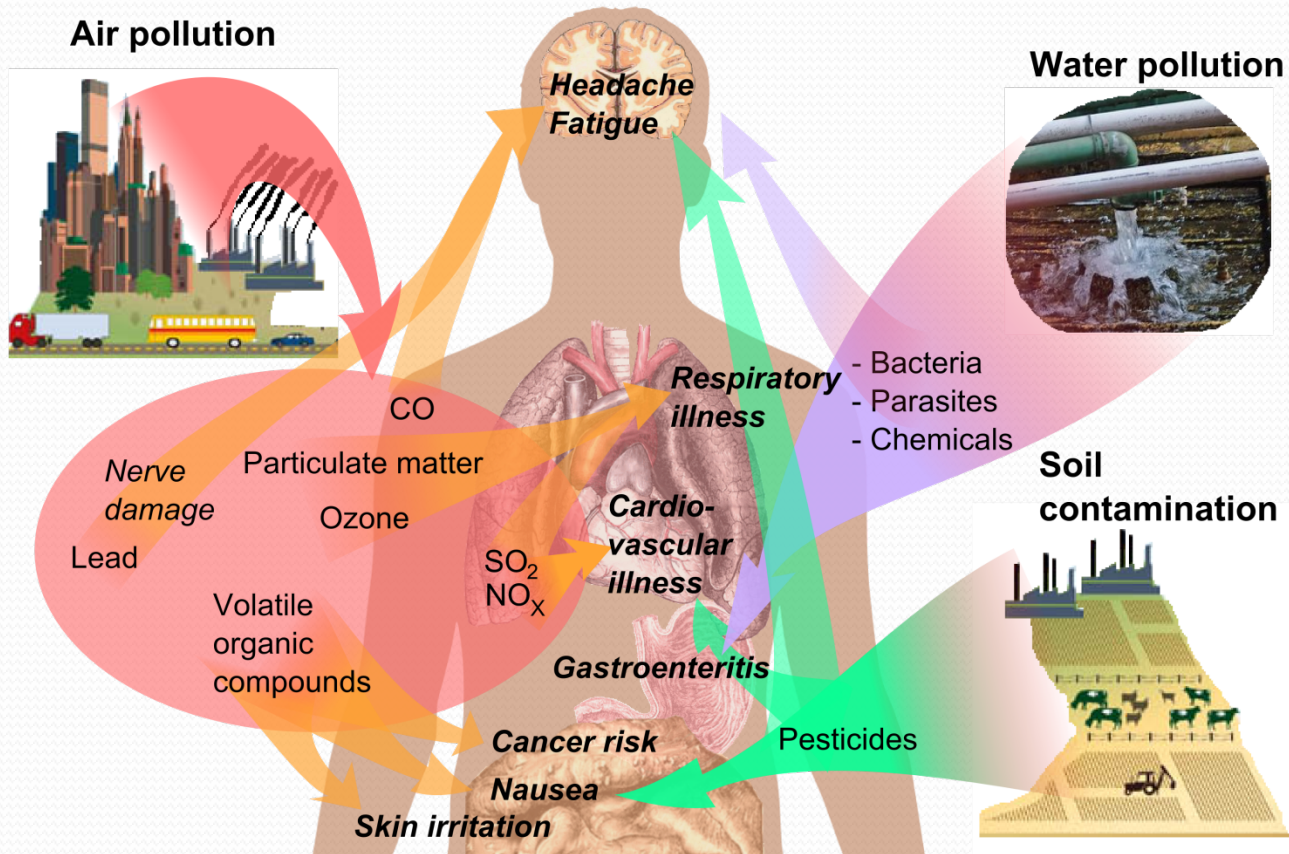 Air pollution
Water pollution
Headache
Fatigue
Respiratory
illness
- Bacteria
- Parasites
- Chemicals
CO
Particulate matter
Nerve
damage
Ozone
Lead
Cardio-
vascular
illness
SO₂
NOₓ
Soil
contamination
Volatile
organic
compounds
Gastroenteritis
Pesticides
Cancer risk
Nausea
Skin irritation